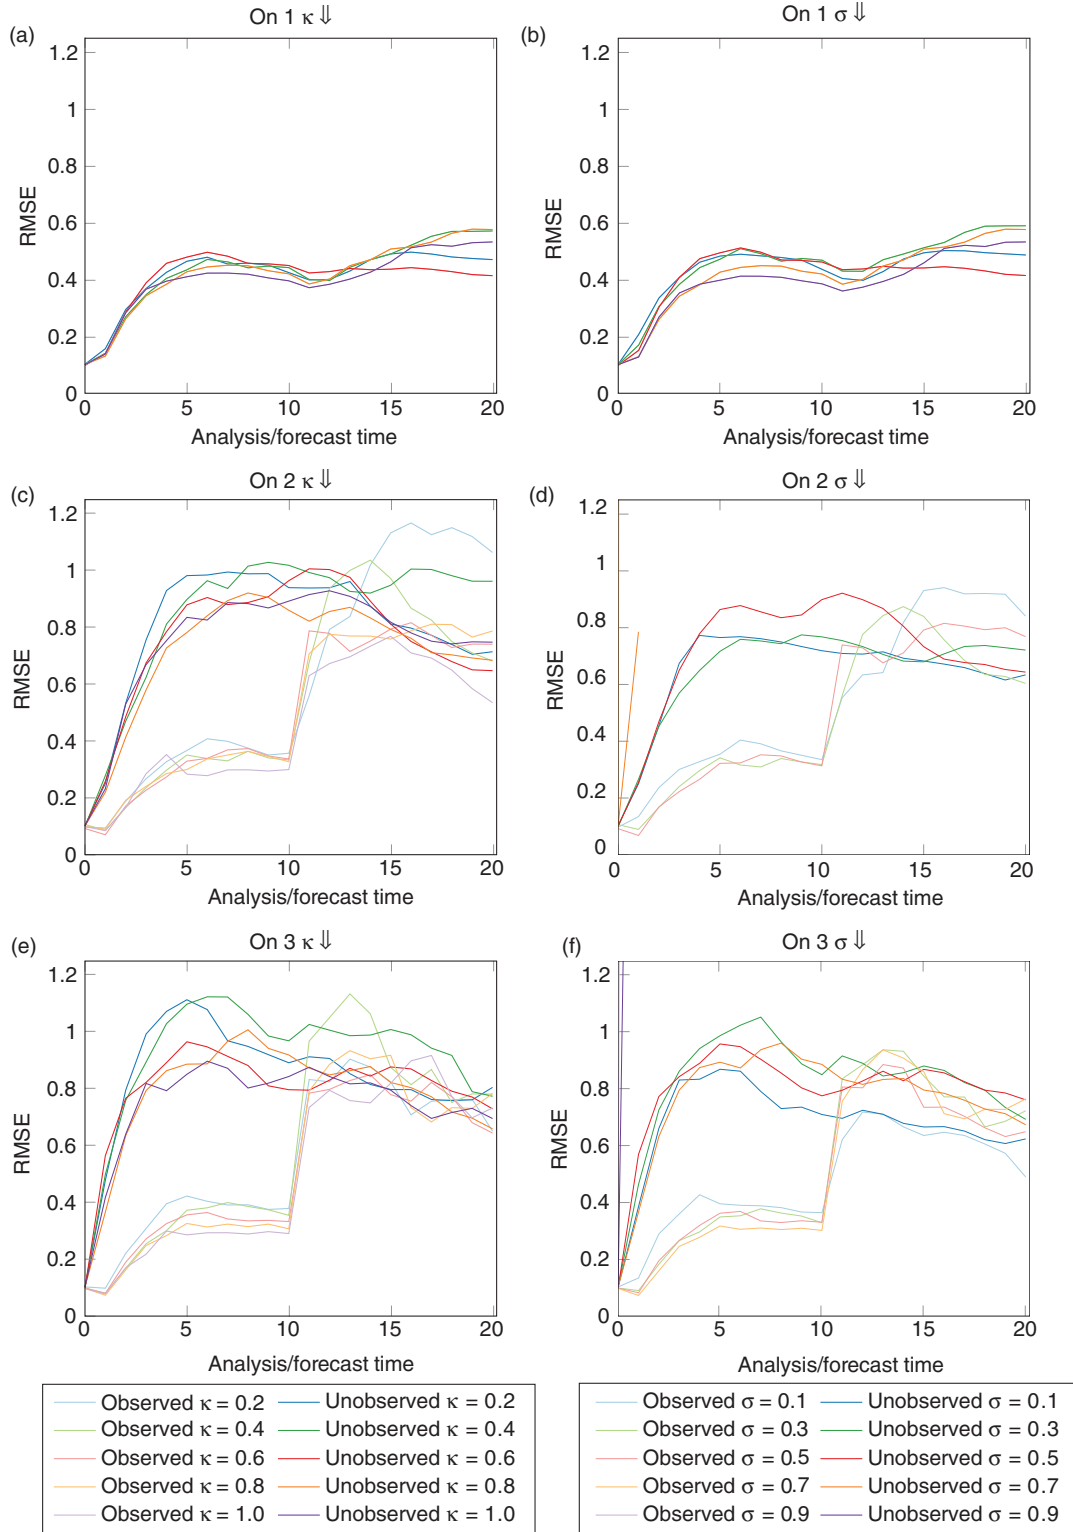 On 1 κ ⇓
On 1 σ ⇓
(a)
(b)
1.2
1
0.8
0.6
0.4
0.2
0
RMSE
0 5 10 15 20
Analysis/forecast time
1.2
1
0.8
0.6
0.4
0.2
0
RMSE
0 5 10 15 20
Analysis/forecast time
On 2 κ ⇓
On 2 σ ⇓
(c)
(d)
1.2
1
0.8
0.6
0.4
0.2
0
RMSE
0 5 10 15 20
Analysis/forecast time
1.2
1
0.8
0.6
0.4
0.2
0
RMSE
0 5 10 15 20
Analysis/forecast time
On 3 κ ⇓
On 3 σ ⇓
(e)
(f)
1.2
1
0.8
0.6
0.4
0.2
0
RMSE
0 5 10 15 20
Analysis/forecast time
1.2
1
0.8
0.6
0.4
0.2
0
RMSE
0 5 10 15 20
Analysis/forecast time
Observed κ = 0.2 Unobserved κ = 0.2
Observed κ = 0.4 Unobserved κ = 0.4
Observed κ = 0.6 Unobserved κ = 0.6
Observed κ = 0.8 Unobserved κ = 0.8
Observed κ = 1.0 Unobserved κ = 1.0
Observed σ = 0.1 Unobserved σ = 0.1
Observed σ = 0.3 Unobserved σ = 0.3
Observed σ = 0.5 Unobserved σ = 0.5
Observed σ = 0.7 Unobserved σ = 0.7
Observed σ = 0.9 Unobserved σ = 0.9